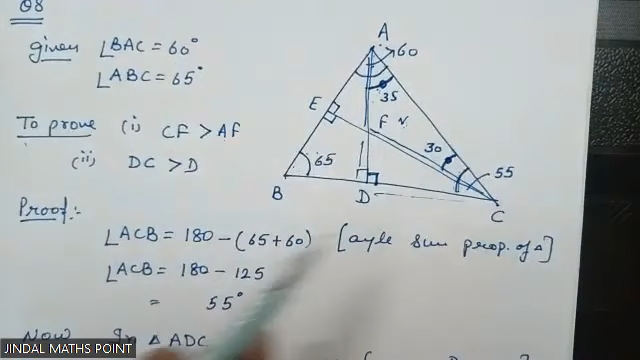 Q8
given ∠BAC = 60°
∠ABC = 65°
To prove (i) CF > AF
(ii) DC > D
Proof:-
∠ACB = 180 - (65+60) [angle sum prop. of Δ]
∠ACB = 180 - 125
= 55°
Now In Δ ADC
A
60
35
E
F
30
65
55
B
D
C
JINDAL MATHS POINT